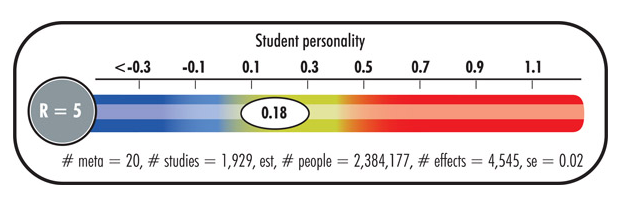 Student personality
<-0.3 -0.1 0.1 0.3 0.5 0.7 0.9 1.1
R = 5
0.18
# meta = 20, # studies = 1,929, est, # people = 2,384,177, # effects = 4,545, se = 0.02